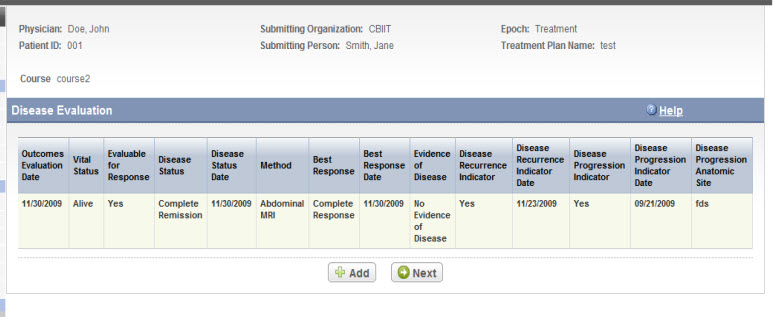 Physician: Doe, John Submitting Organization: CBIIT Epoch: Treatment
Patient ID: 001 Submitting Person: Smith, Jane Treatment Plan Name: test
Course course2
Disease Evaluation Help
Outcomes Evaluation Date Vital Status Evaluable for Response Disease Status Disease Status Date Method Best Response Best Response Date Evidence of Disease Disease Recurrence Indicator Disease Recurrence Indicator Date Disease Progression Indicator Disease Progression Indicator Date Disease Progression Anatomic Site
11/30/2009 Alive Yes Complete Remission 11/30/2009 Abdominal MRI Complete Response 11/30/2009 No Evidence of Disease Yes 11/23/2009 Yes 09/21/2009 fds
Add Next